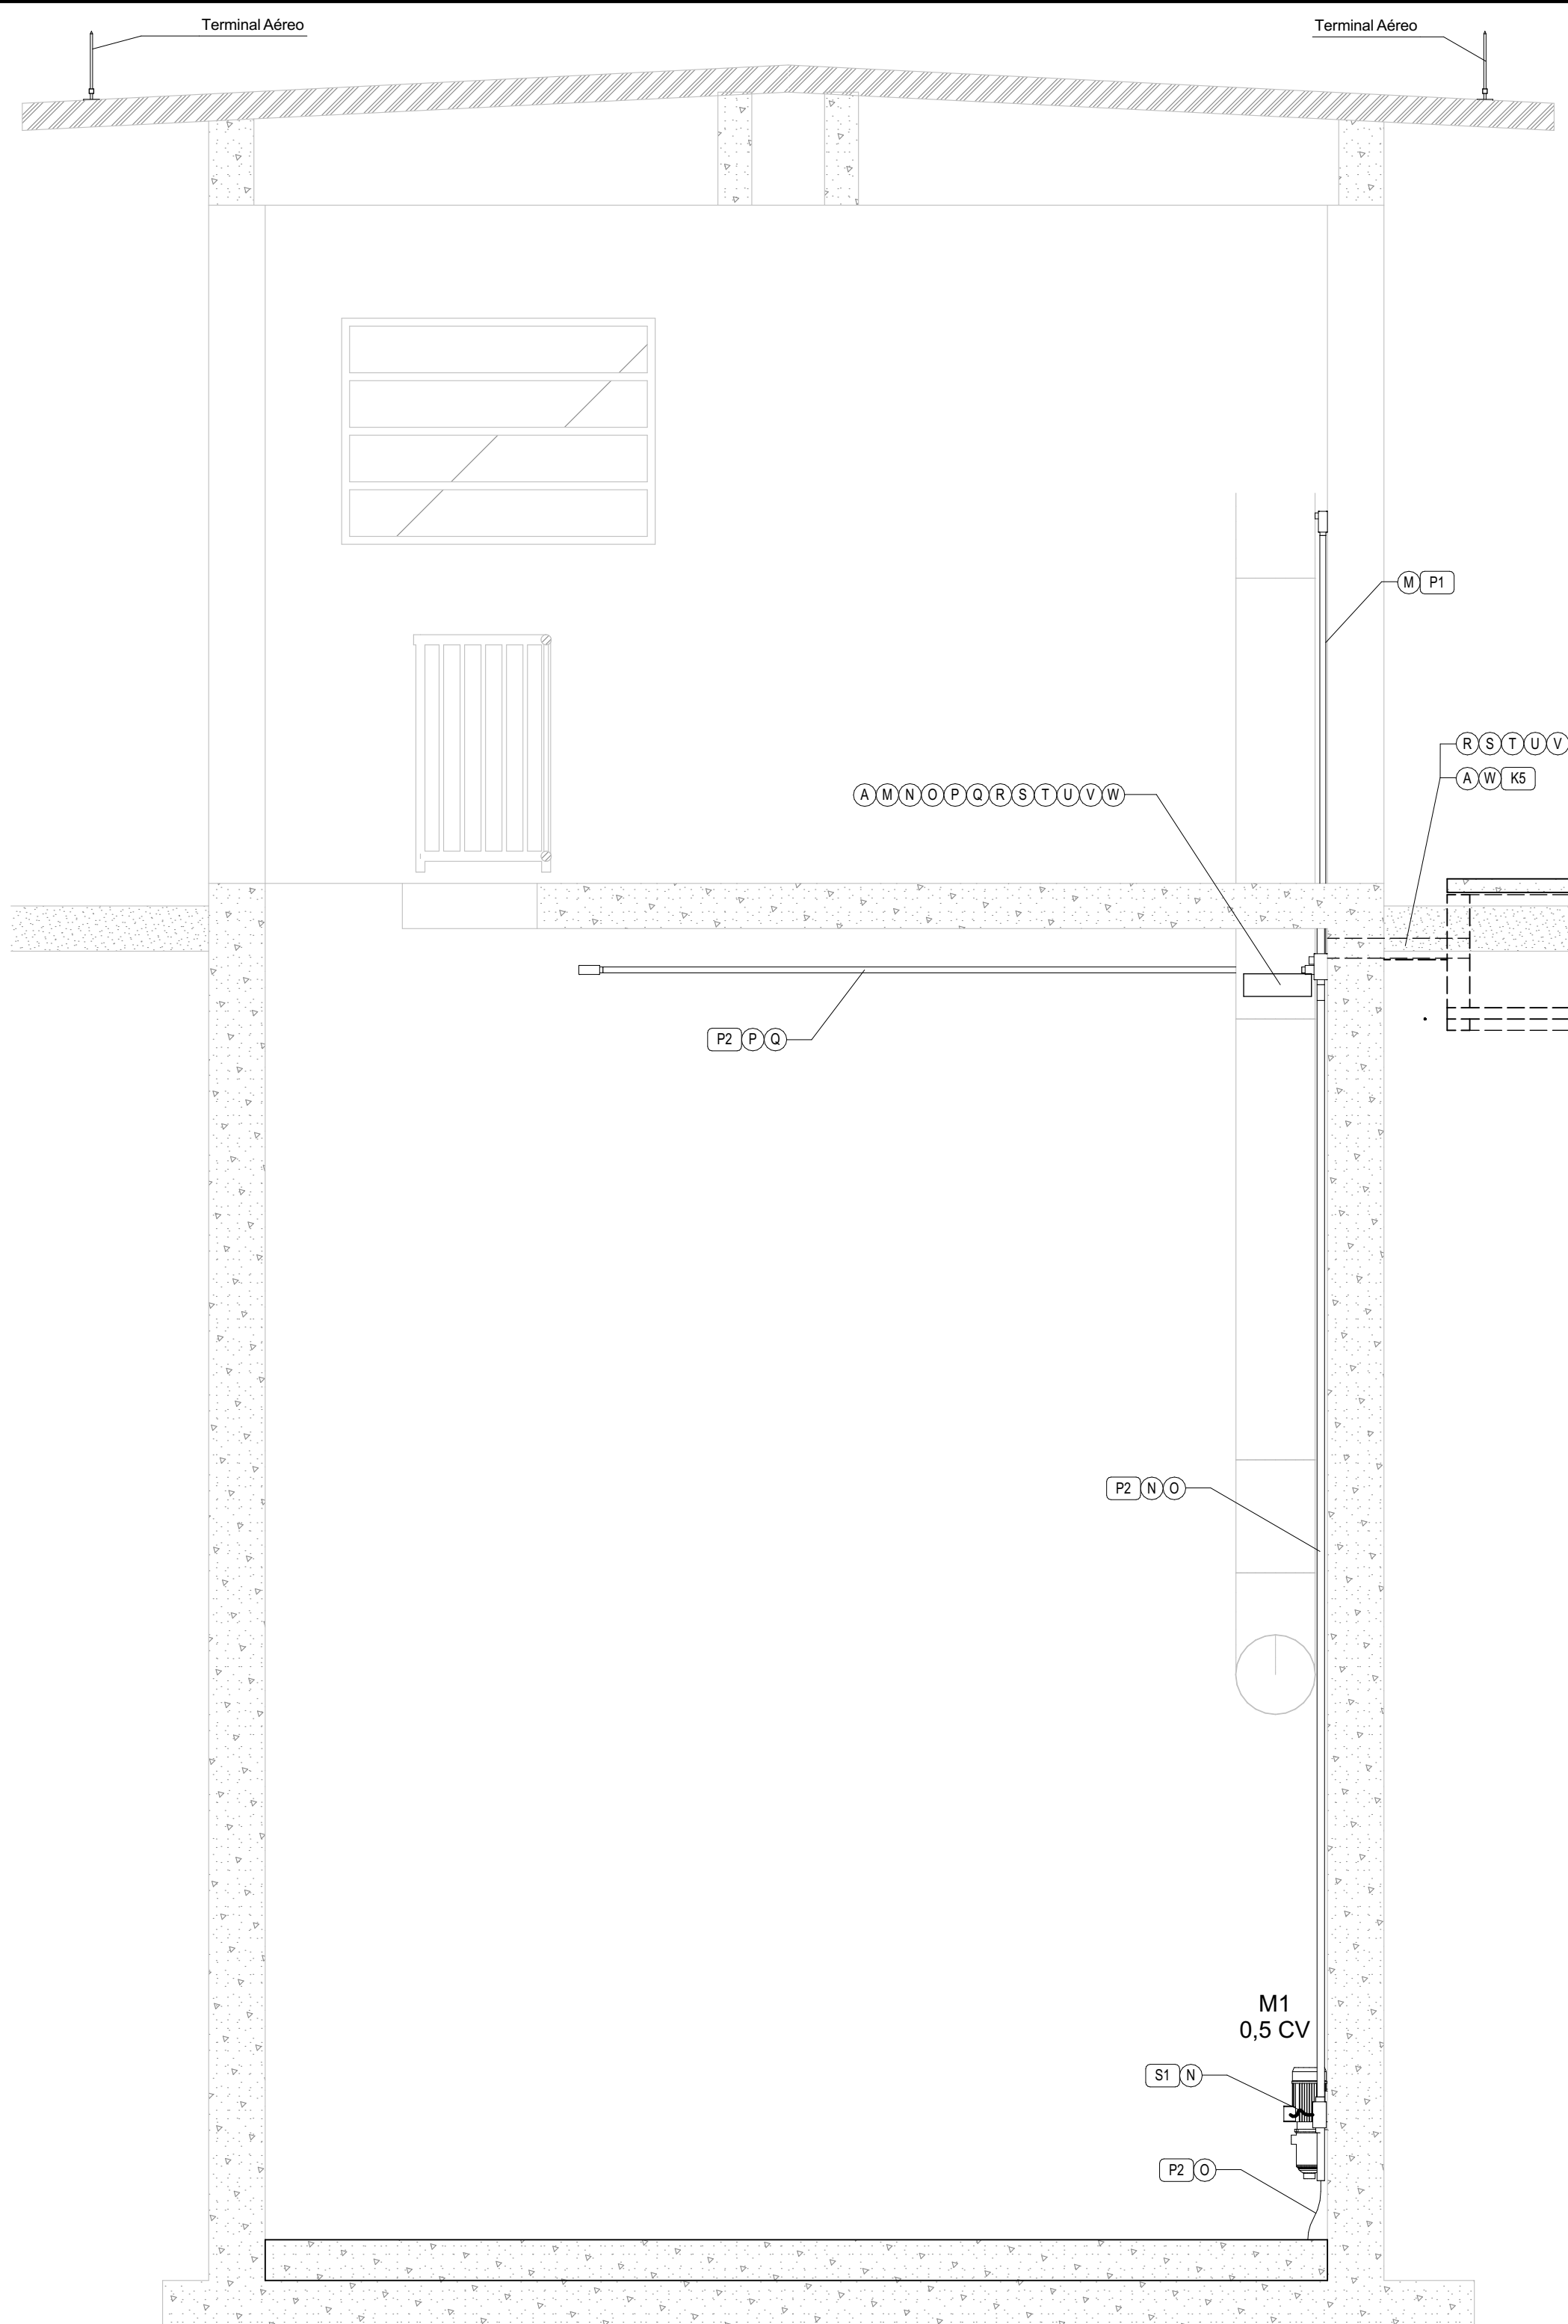 Terminal Aéreo
Terminal Aéreo
M P1
R S T U V
A W K5
A M N O P Q R S T U V W
P2 P Q
P2 N O
M1
0,5 CV
S1 N
P2 O